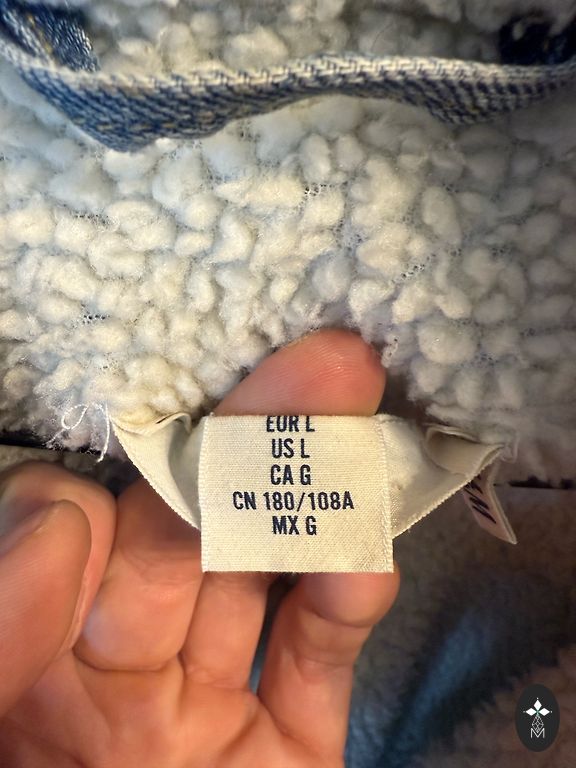 EUR L
US L
CA G
CN 180/108A
MX G